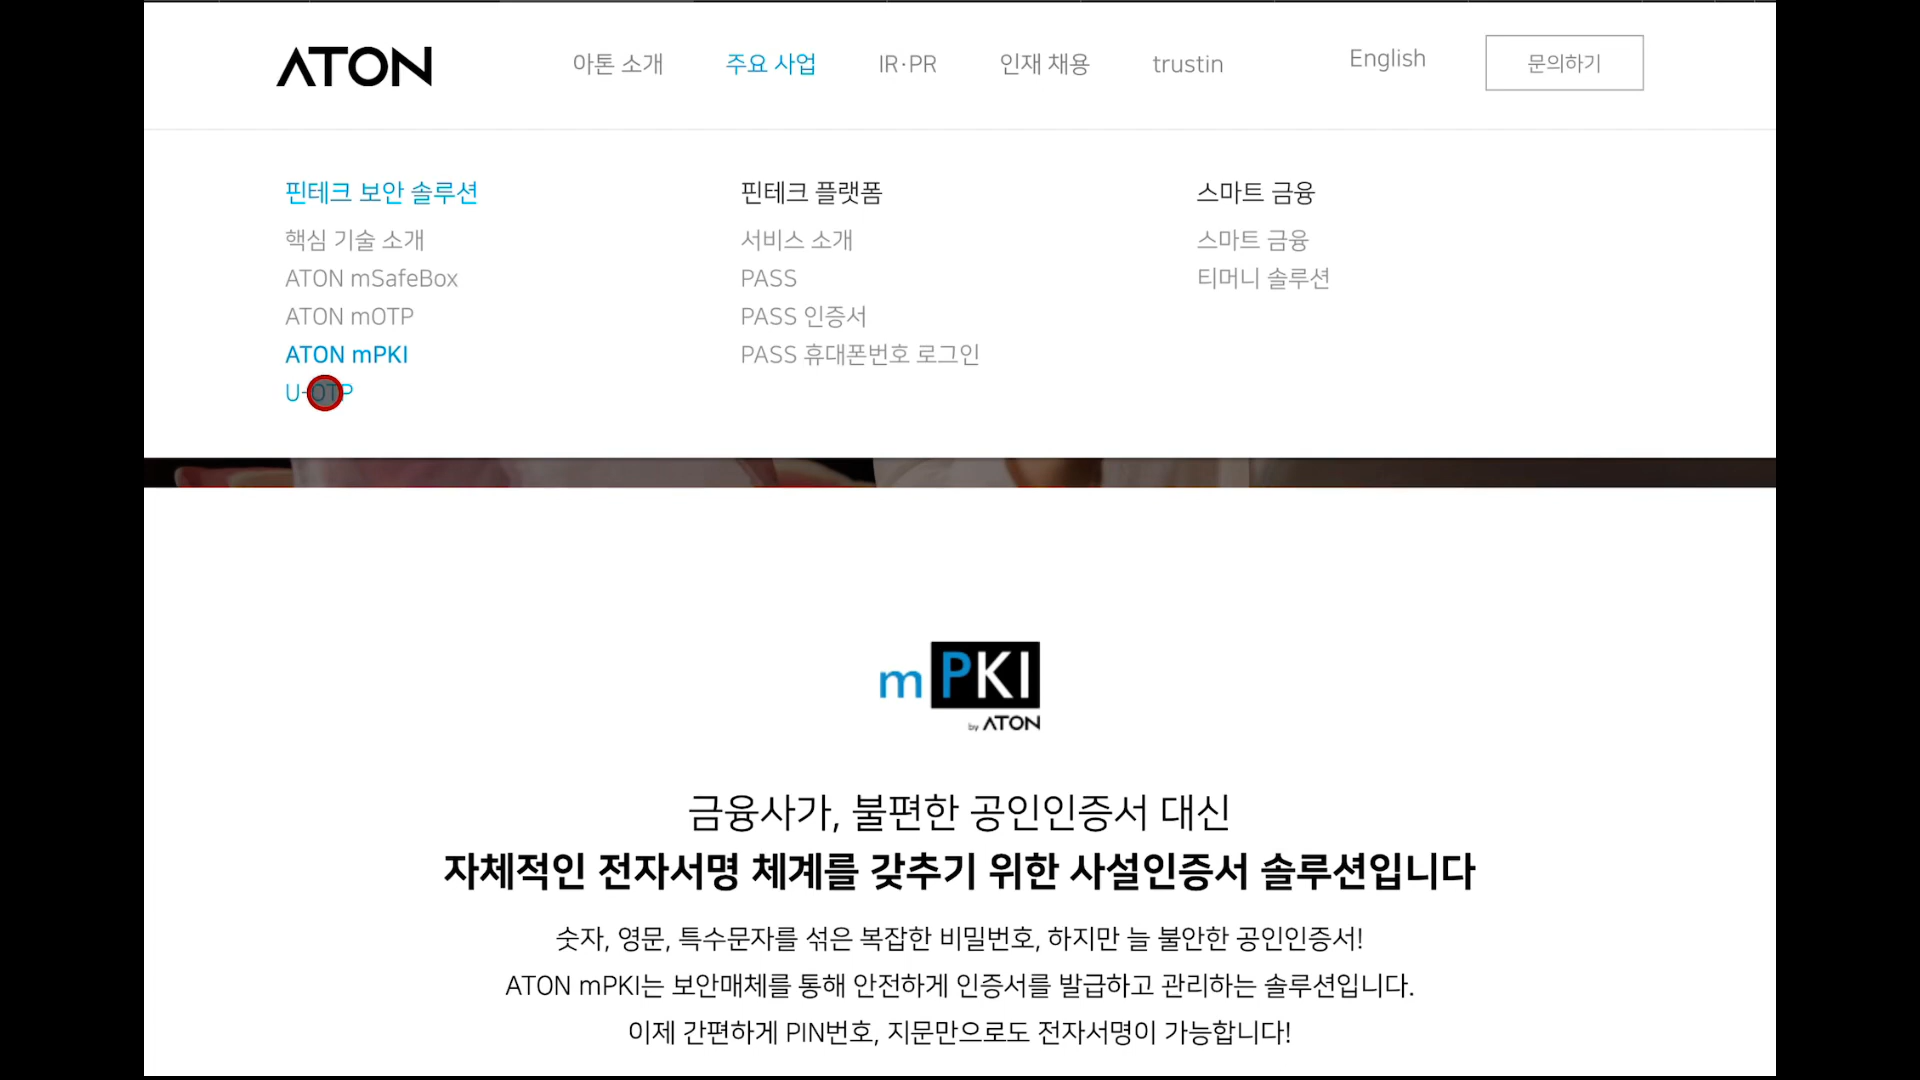 ATON
아톤 소개
주요 사업
IR·PR
인재 채용
trustin
English
문의하기
핀테크 보안 솔루션
핵심 기술 소개
ATON mSafeBox
ATON mOTP
ATON mPKI
U-OTP
핀테크 플랫폼
서비스 소개
PASS
PASS 인증서
PASS 휴대폰번호 로그인
스마트 금융
스마트 금융
티머니 솔루션
mPKI
by ATON
금융사가, 불편한 공인인증서 대신
자체적인 전자서명 체계를 갖추기 위한 사설인증서 솔루션입니다
숫자, 영문, 특수문자를 섞은 복잡한 비밀번호, 하지만 늘 불안한 공인인증서!
ATON mPKI는 보안매체를 통해 안전하게 인증서를 발급하고 관리하는 솔루션입니다.
이제 간편하게 PIN번호, 지문만으로도 전자서명이 가능합니다!